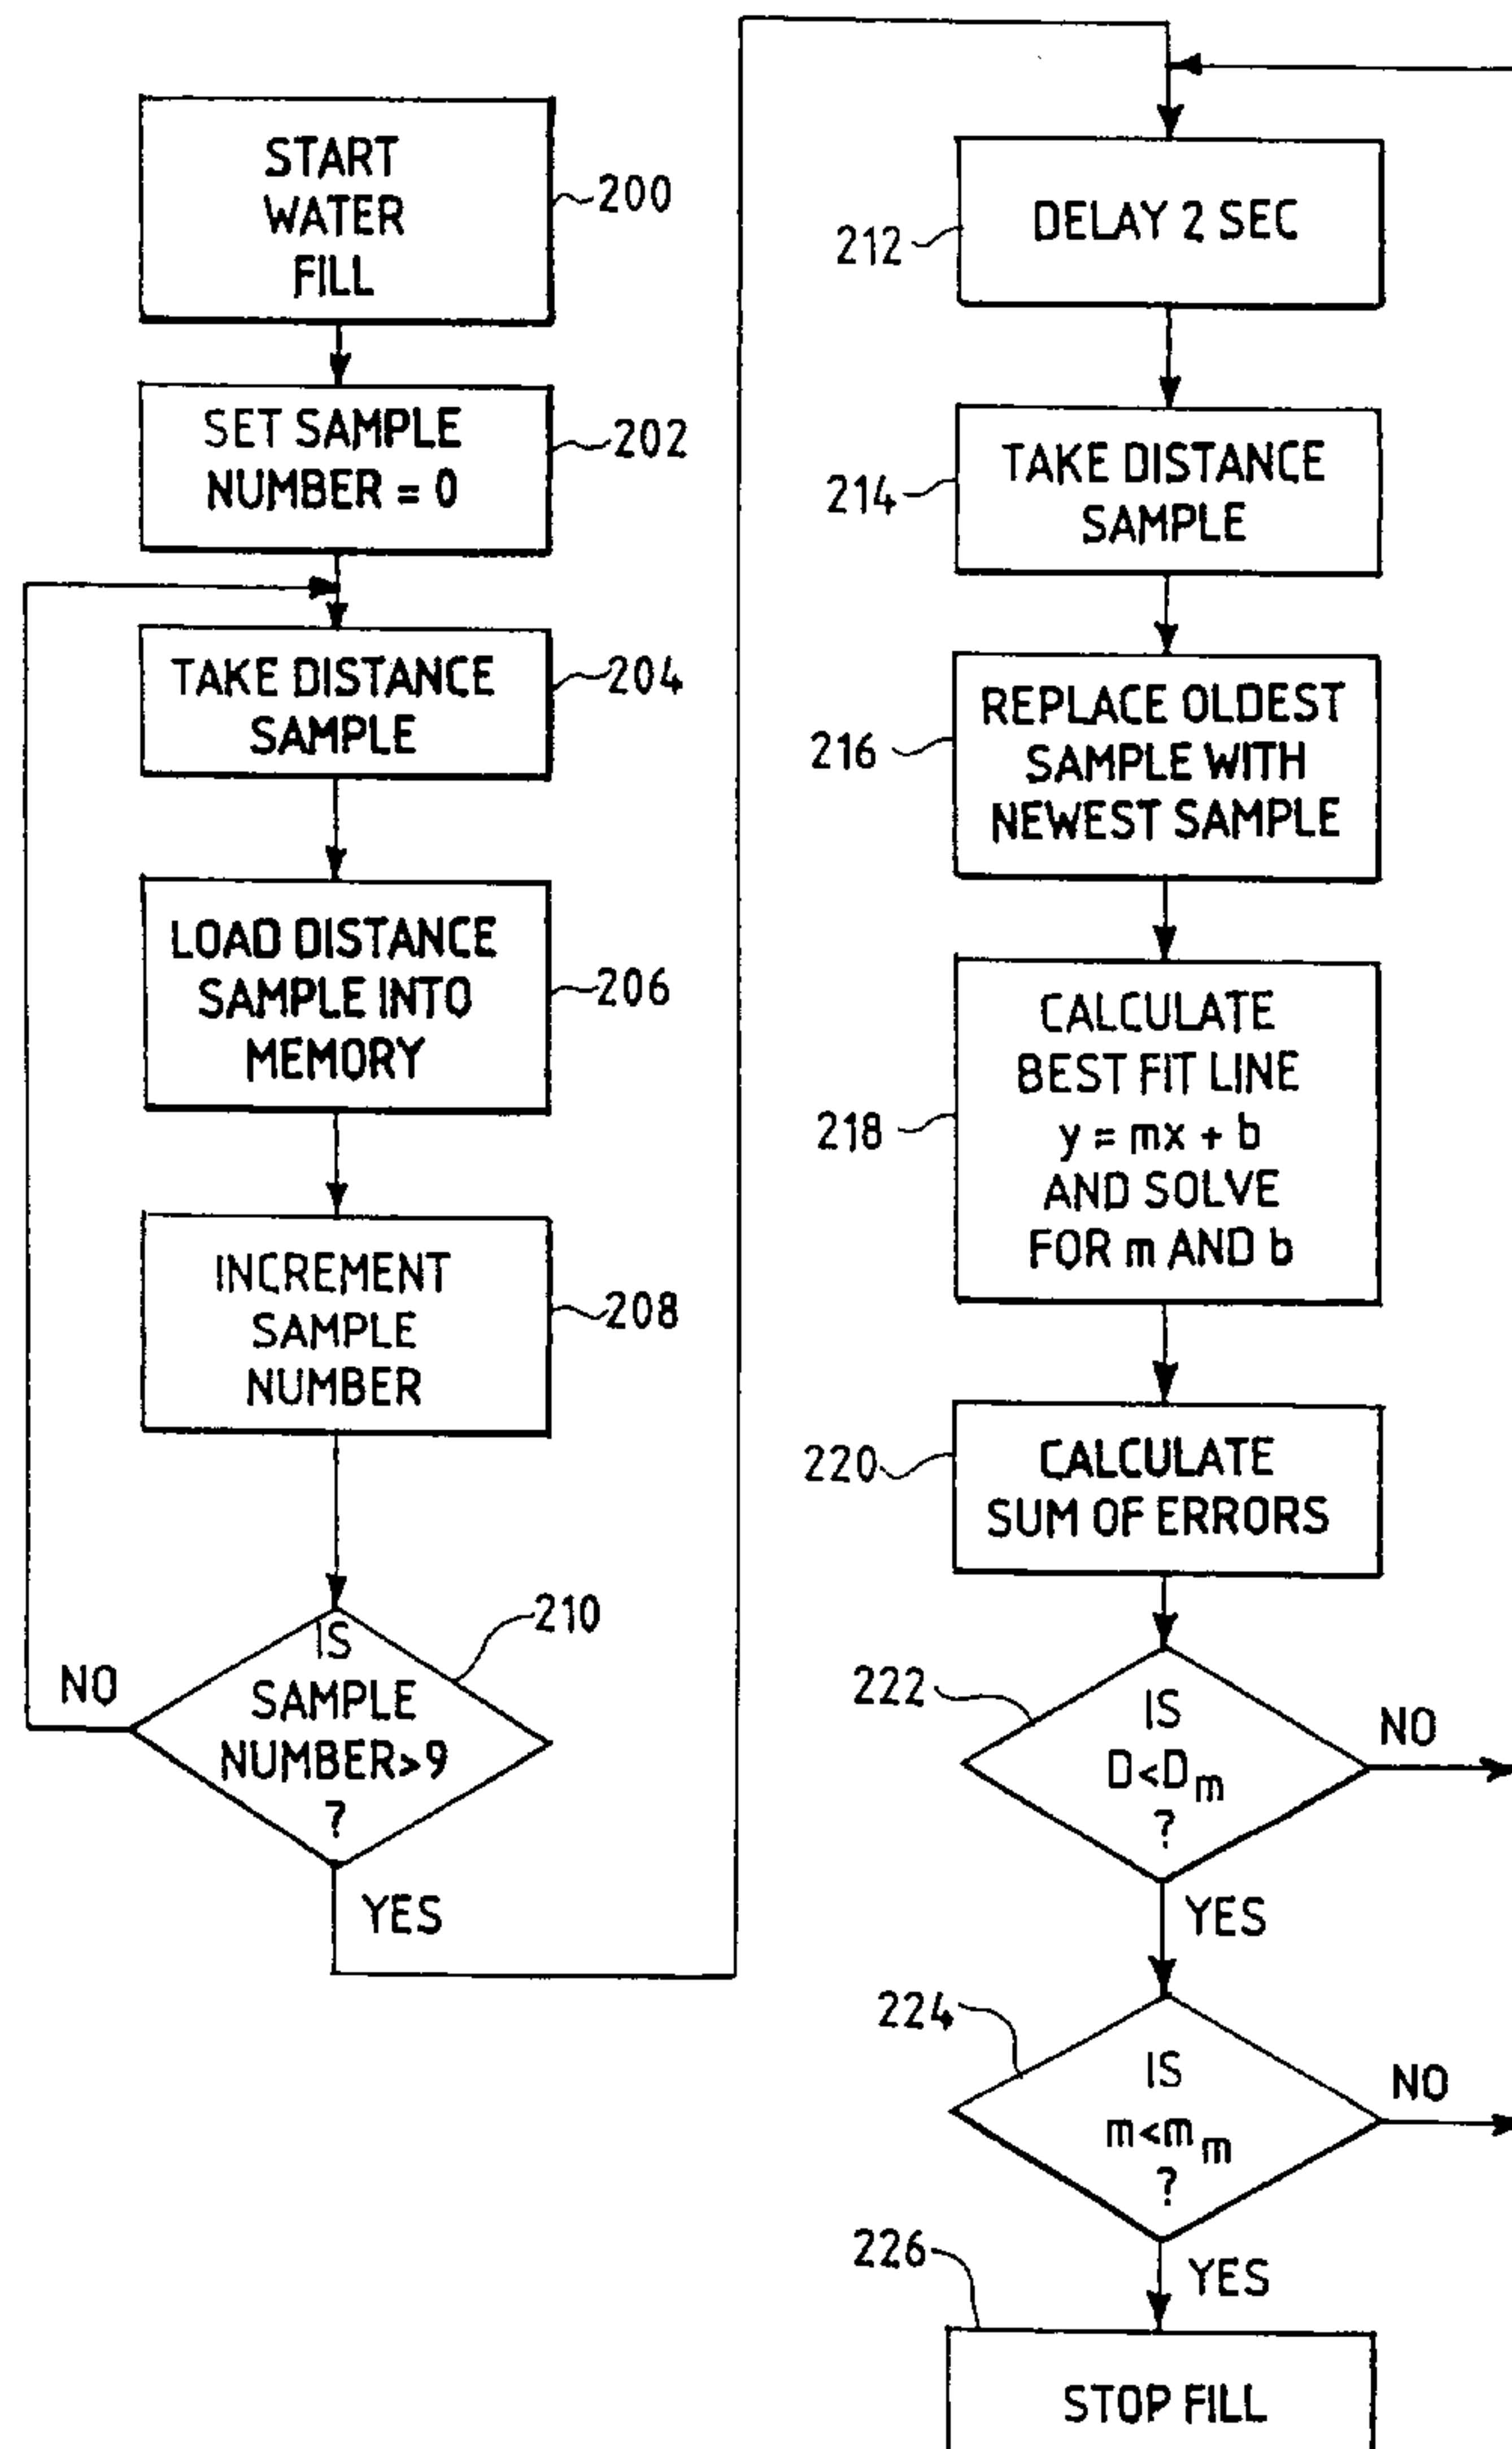 START
WATER
FILL
200
SET SAMPLE
NUMBER = 0
202
TAKE DISTANCE
SAMPLE
204
LOAD DISTANCE
SAMPLE INTO
MEMORY
206
INCREMENT
SAMPLE
NUMBER
208
IS
SAMPLE
NUMBER>9
?
210
NO
YES
DELAY 2 SEC
212
TAKE DISTANCE
SAMPLE
214
REPLACE OLDEST
SAMPLE WITH
NEWEST SAMPLE
216
CALCULATE
BEST FIT LINE
y = mx + b
AND SOLVE
FOR m AND b
218
CALCULATE
SUM OF ERRORS
220
IS
D<Dm
?
222
NO
YES
IS
m<mm
?
224
NO
YES
STOP FILL
226